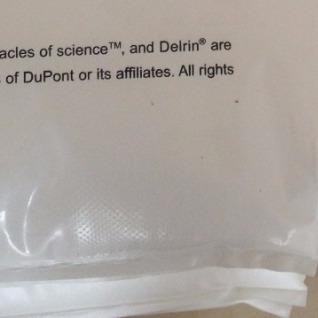 acles of science™, and Delrin® are
of DuPont or its affiliates. All rights